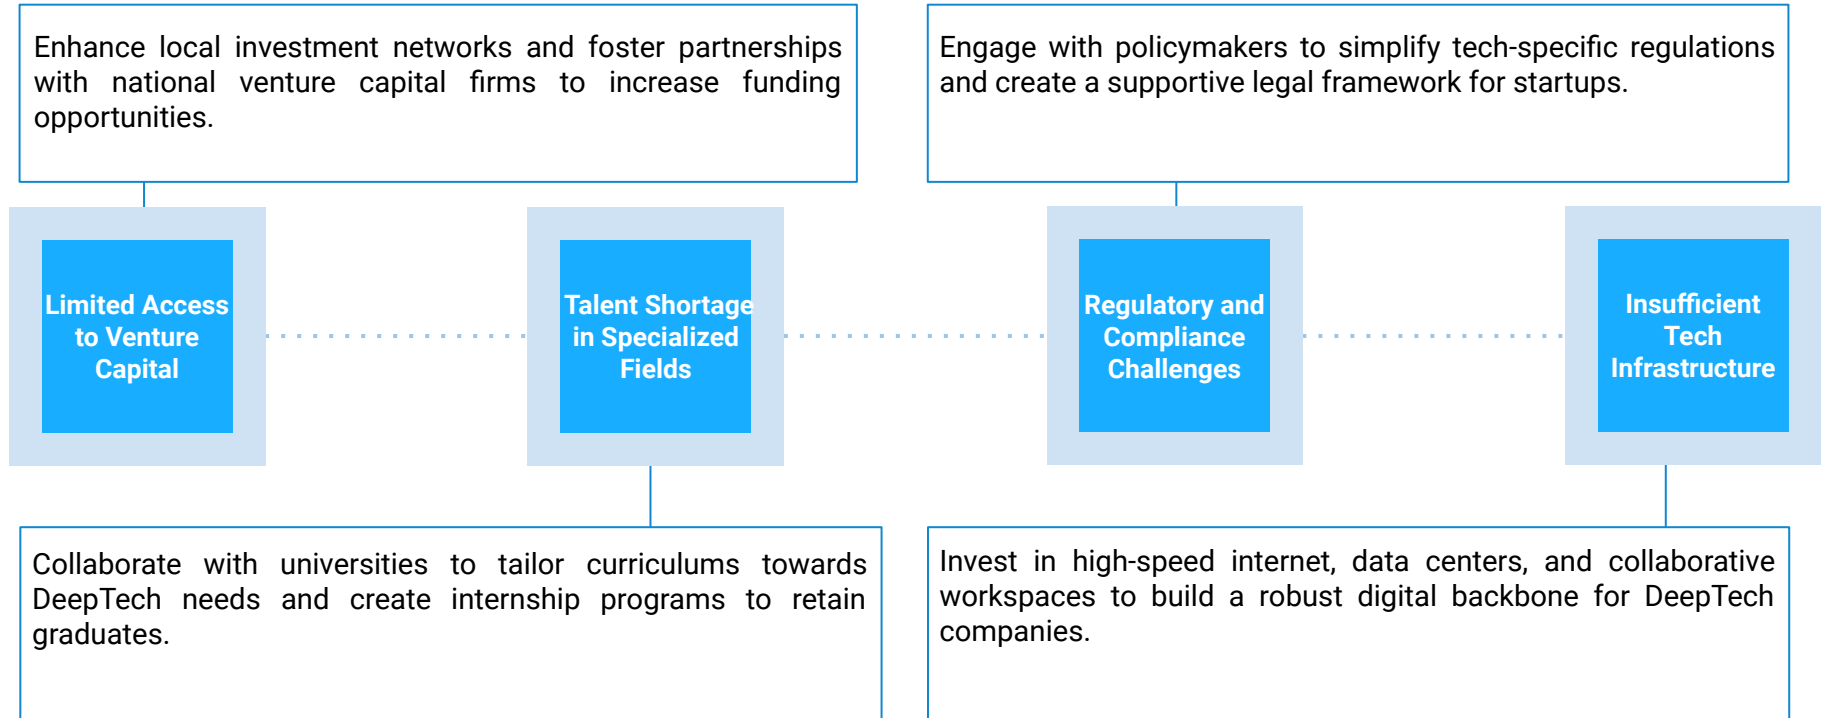 Enhance local investment networks and foster partnerships
with national venture capital firms to increase funding
opportunities.
Engage with policymakers to simplify tech-specific regulations
and create a supportive legal framework for startups.
Limited Access
to Venture
Capital
Talent Shortage
in Specialized
Fields
Regulatory and
Compliance
Challenges
Insufficient
Tech
Infrastructure
Collaborate with universities to tailor curriculums towards
DeepTech needs and create internship programs to retain
graduates.
Invest in high-speed internet, data centers, and collaborative
workspaces to build a robust digital backbone for DeepTech
companies.